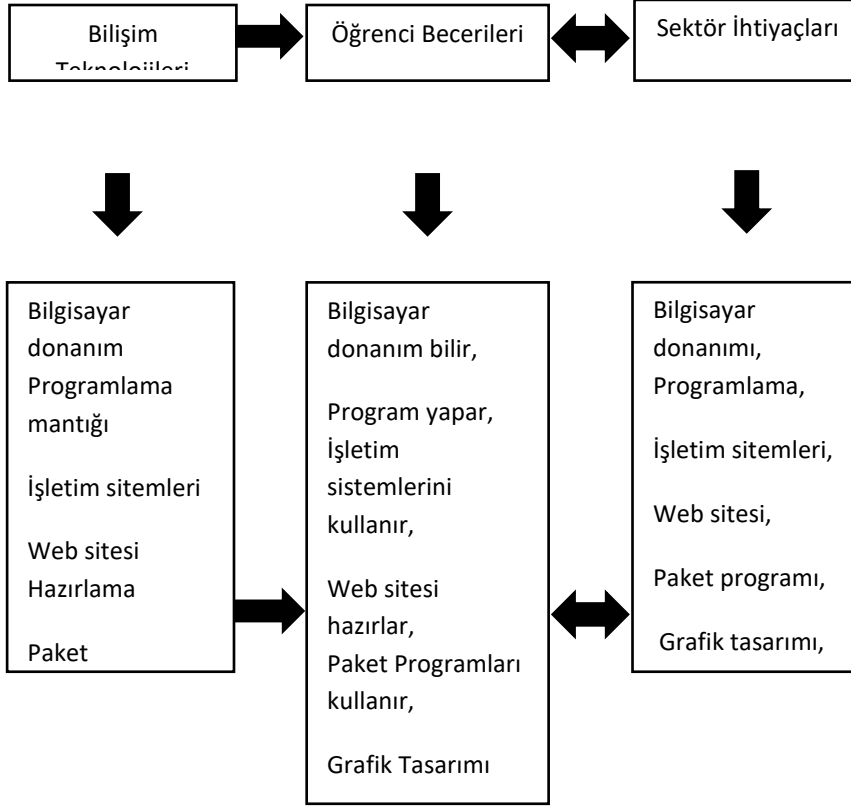 Bilişim
Teknolojileri
Öğrenci Becerileri
Sektör İhtiyaçları
Bilgisayar
donanım
Programlama
mantığı
İşletim sitemleri
Web sitesi
Hazırlama
Paket
Bilgisayar
donanım bilir,
Program yapar,
İşletim
sistemlerini
kullanır,
Web sitesi
hazırlar,
Paket Programları
kullanır,
Grafik Tasarımı
Bilgisayar
donanımı,
Programlama,
İşletim sitemleri,
Web sitesi,
Paket programı,
Grafik tasarımı,